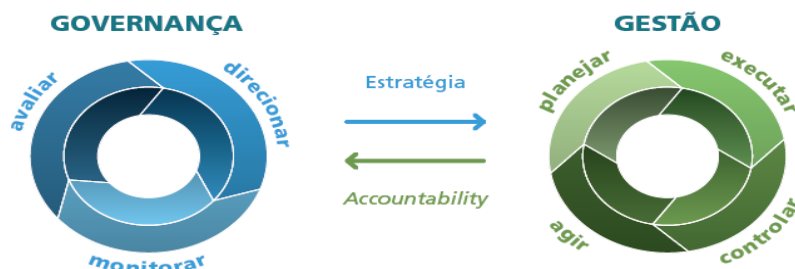 GOVERNANÇA
GESTÃO
avaliar
direcionar
monitorar
Estratégia
Accountability
planejar
executar
agir
controlar